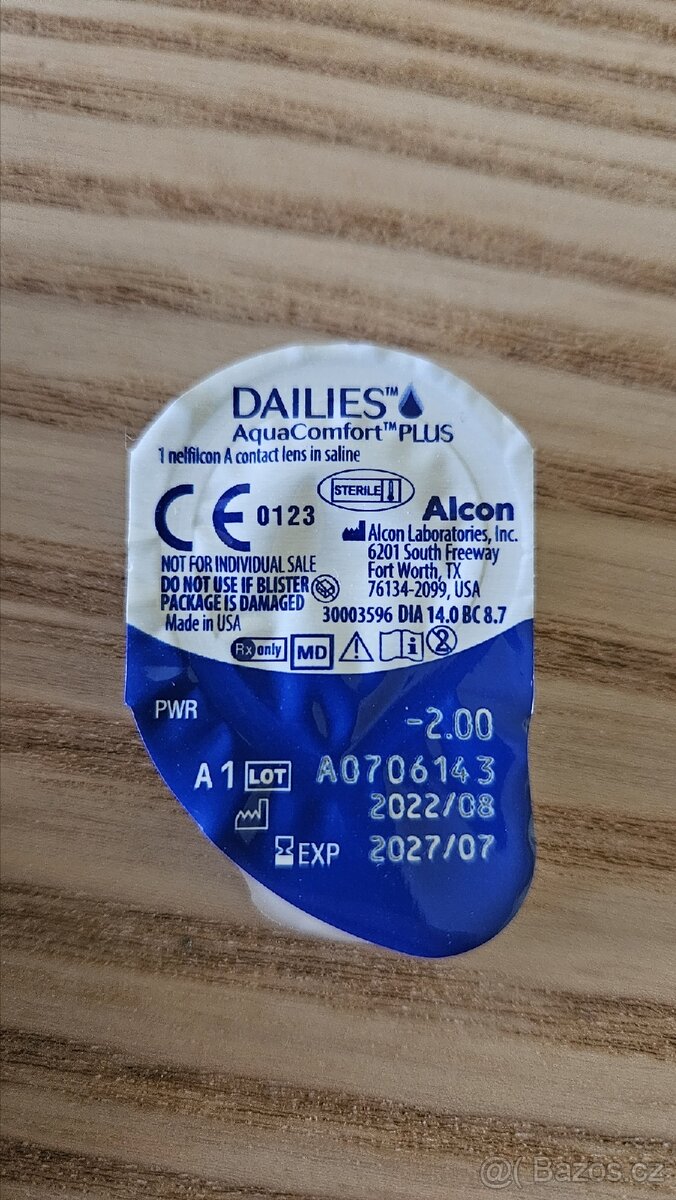 DAILIES™
AquaComfort™ PLUS
1 nelfilcon A contact lens in saline
CE 0123
STERILE
Alcon
Alcon Laboratories, Inc.
6201 South Freeway
Fort Worth, TX
76134-2099, USA
NOT FOR INDIVIDUAL SALE
DO NOT USE IF BLISTER
PACKAGE IS DAMAGED
Made in USA
30003596 DIA 14.0 BC 8.7
Rx only MD 2
PWR -2.00
A1 LOT A0706143
2022/08
EXP 2027/07
@( Bazos.cz